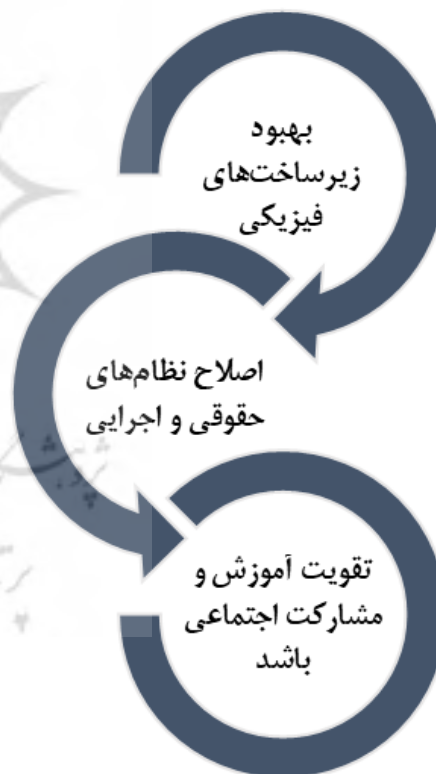 بهبود
زیرساخت‌های
فیزیکی
اصلاح نظام‌های
حقوقی و اجرایی
تقویت آموزش و
مشارکت اجتماعی
باشد